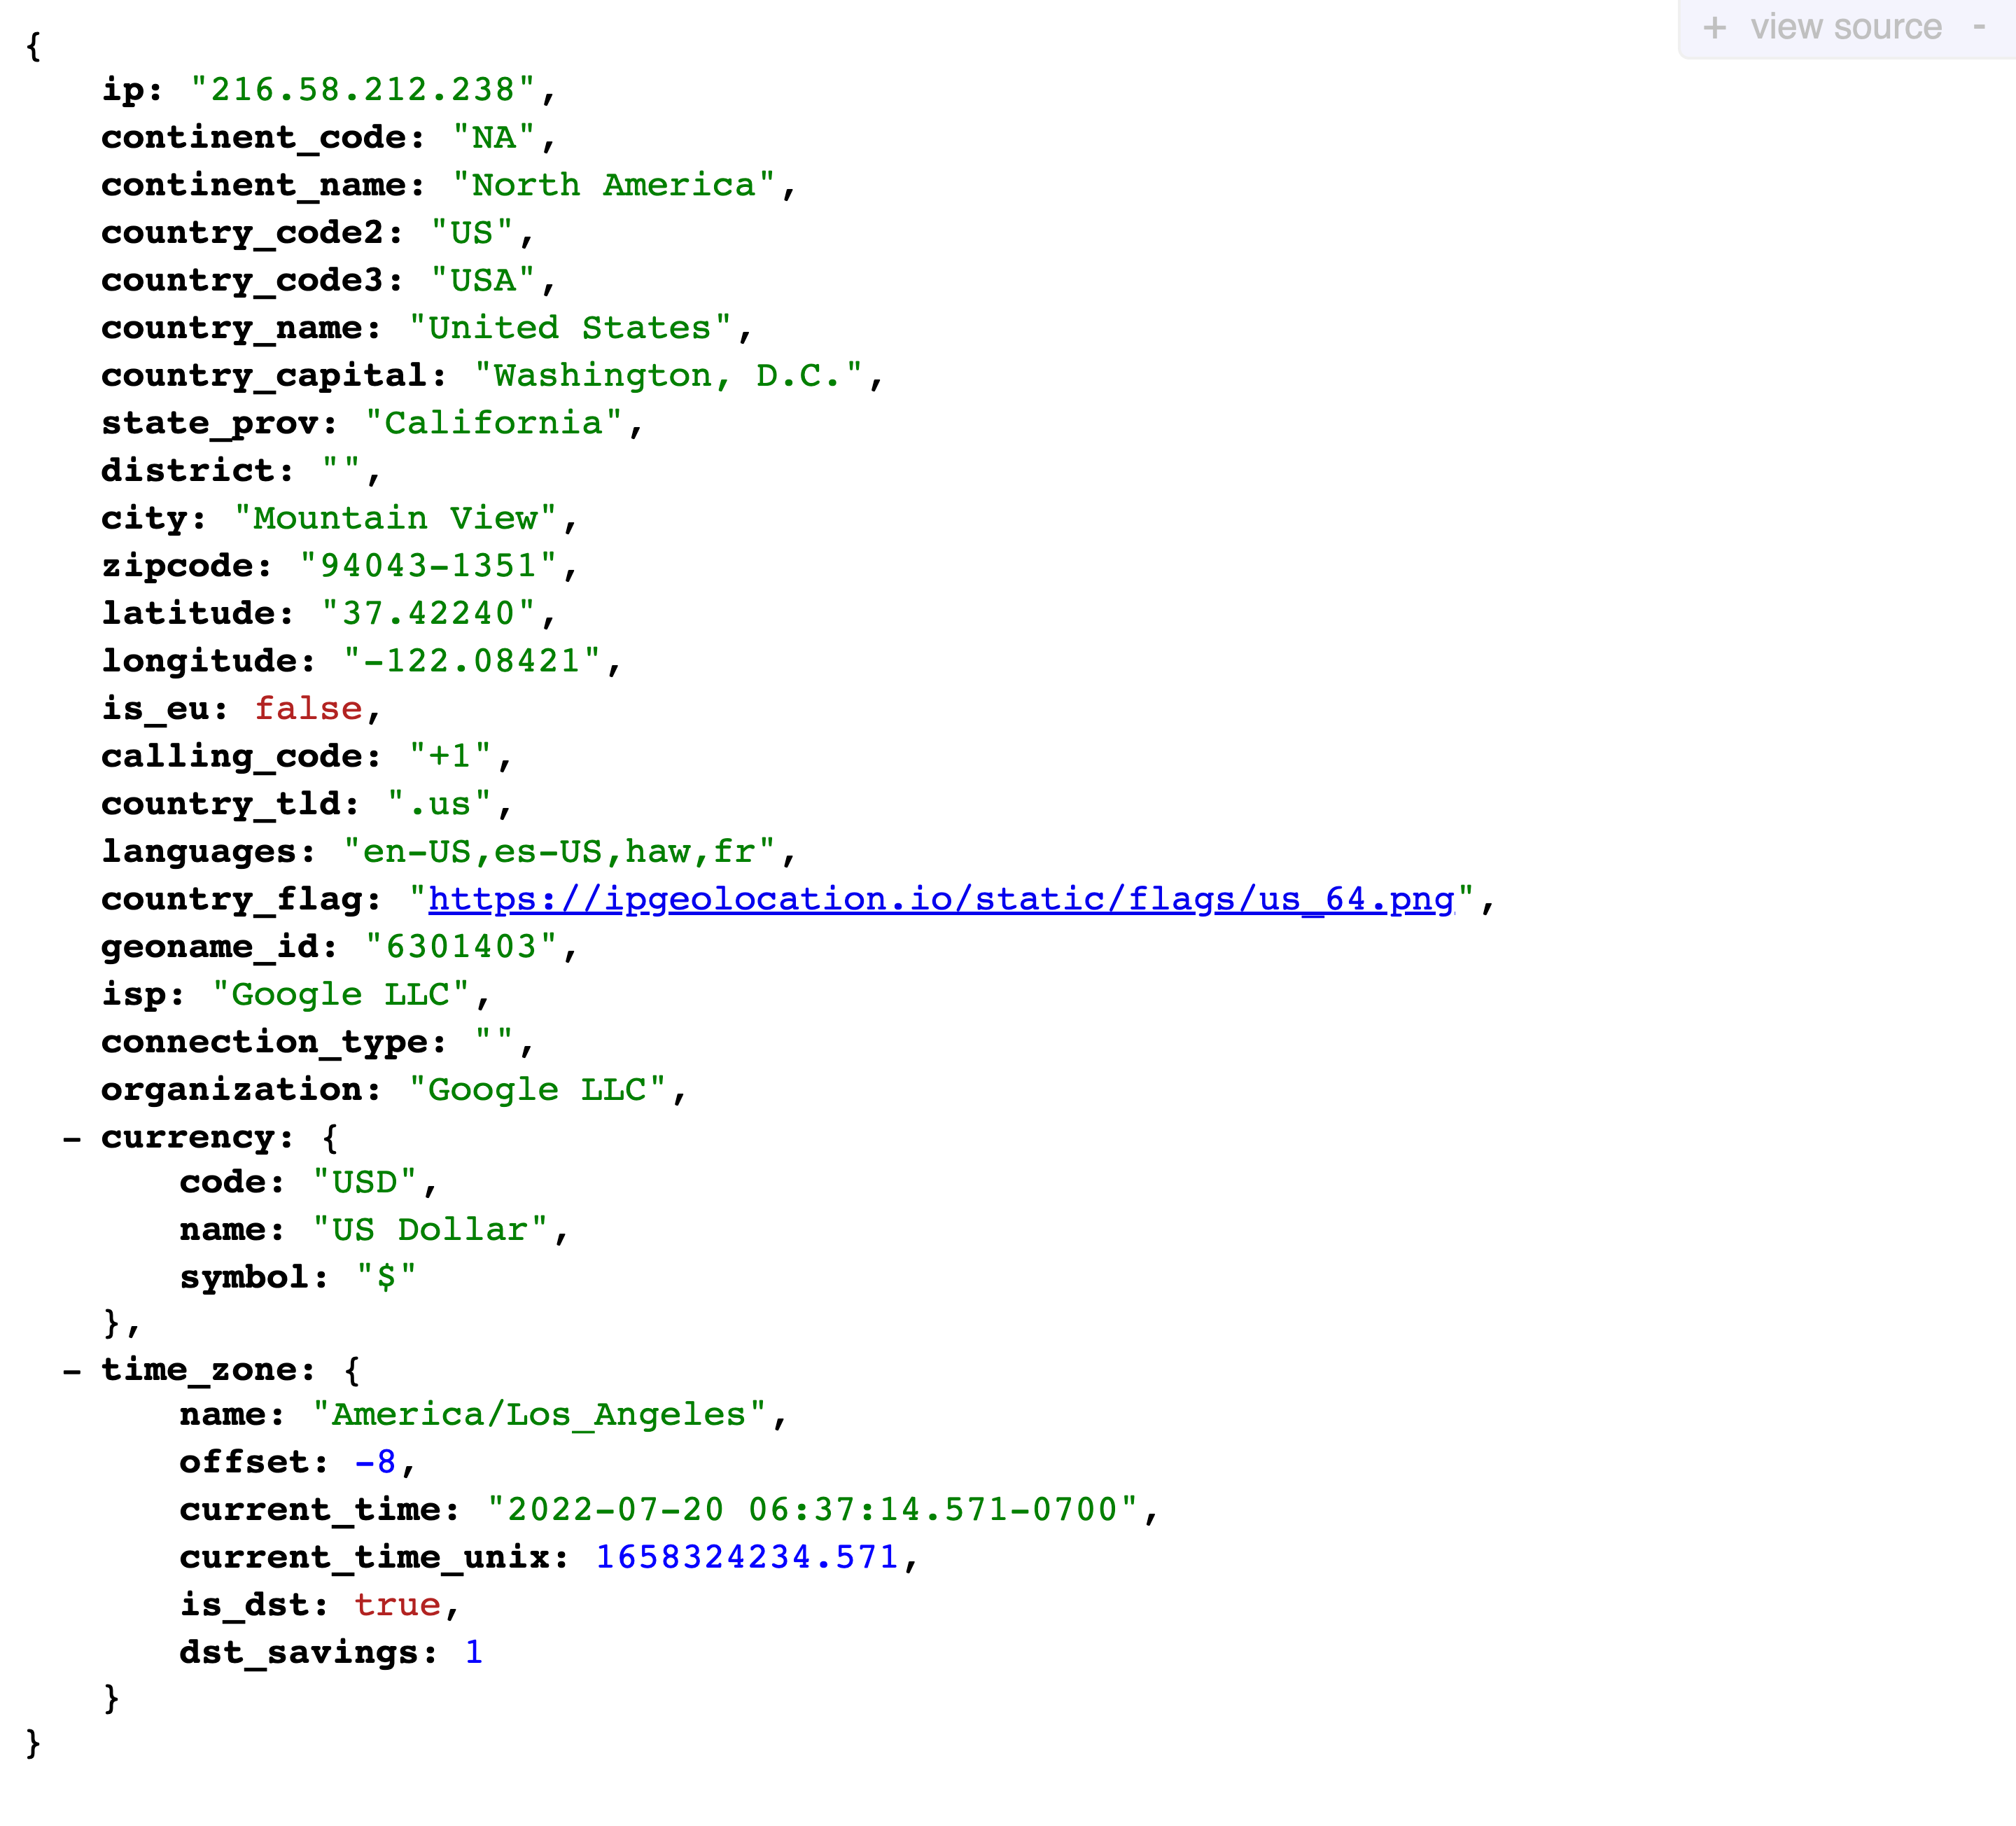 + view source -
{
ip: "216.58.212.238",
continent_code: "NA",
continent_name: "North America",
country_code2: "US",
country_code3: "USA",
country_name: "United States",
country_capital: "Washington, D.C.",
state_prov: "California",
district: "",
city: "Mountain View",
zipcode: "94043-1351",
latitude: "37.42240",
longitude: "-122.08421",
is_eu: false,
calling_code: "+1",
country_tld: ".us",
languages: "en-US,es-US,haw,fr",
country_flag: "https://ipgeolocation.io/static/flags/us_64.png",
geoname_id: "6301403",
isp: "Google LLC",
connection_type: "",
organization: "Google LLC",
- currency: {
code: "USD",
name: "US Dollar",
symbol: "$"
},
- time_zone: {
name: "America/Los_Angeles",
offset: -8,
current_time: "2022-07-20 06:37:14.571-0700",
current_time_unix: 1658324234.571,
is_dst: true,
dst_savings: 1
}
}